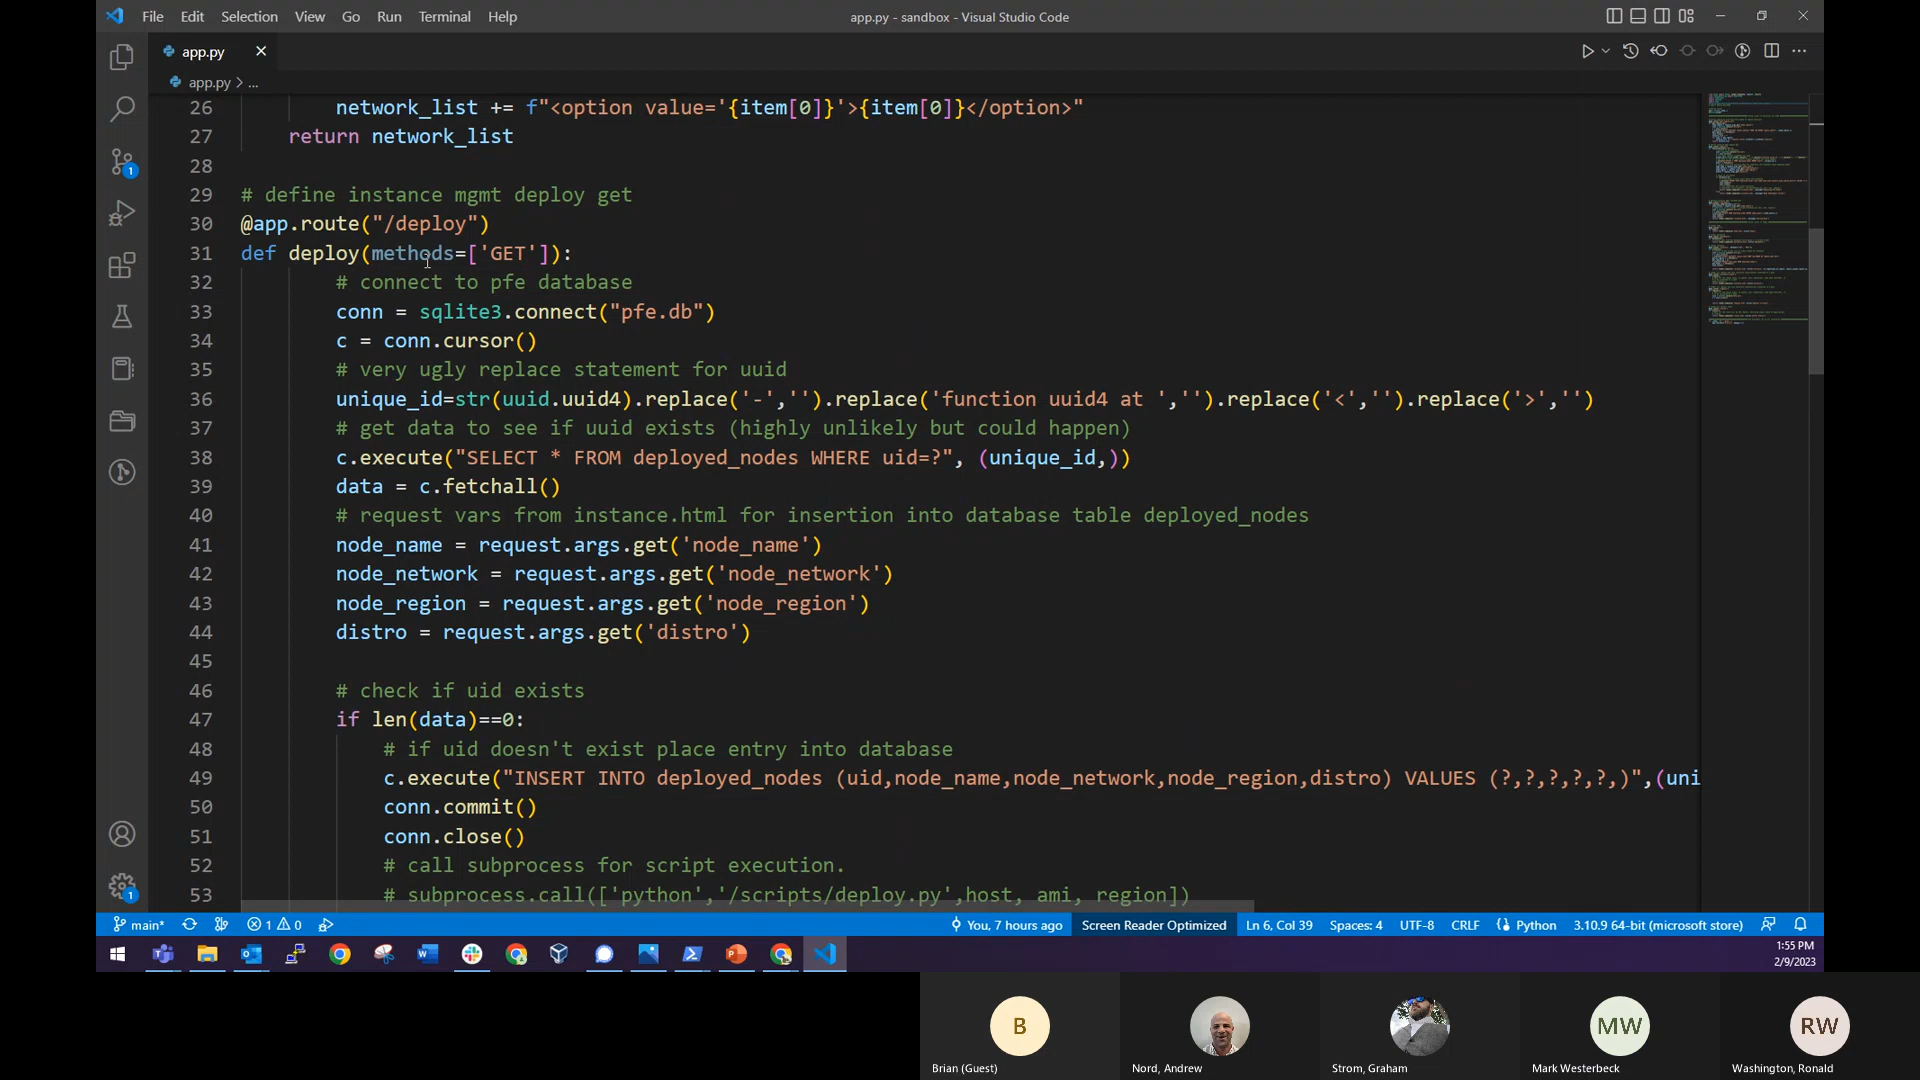 File Edit Selection View Go Run Terminal Help
app.py - sandbox - Visual Studio Code
app.py
app.py > ...
26 network_list += f"<option value='{item[0]}'>{item[0]}</option>"
27 return network_list
28
29 # define instance mgmt deploy get
30 @app.route("/deploy")
31 def deploy(methods=['GET']):
32 # connect to pfe database
33 conn = sqlite3.connect("pfe.db")
34 c = conn.cursor()
35 # very ugly replace statement for uuid
36 unique_id=str(uuid.uuid4).replace('-','').replace('function uuid4 at ','').replace('<','').replace('>','')
37 # get data to see if uuid exists (highly unlikely but could happen)
38 c.execute("SELECT * FROM deployed_nodes WHERE uid=?", (unique_id,))
39 data = c.fetchall()
40 # request vars from instance.html for insertion into database table deployed_nodes
41 node_name = request.args.get('node_name')
42 node_network = request.args.get('node_network')
43 node_region = request.args.get('node_region')
44 distro = request.args.get('distro')
45
46 # check if uid exists
47 if len(data)==0:
48 # if uid doesn't exist place entry into database
49 c.execute("INSERT INTO deployed_nodes (uid,node_name,node_network,node_region,distro) VALUES (?,?,?,?,?,)",(uni
50 conn.commit()
51 conn.close()
52 # call subprocess for script execution.
53 # subprocess.call(['python','/scripts/deploy.py',host, ami, region])
1
1
main* 1 0 You, 7 hours ago Screen Reader Optimized Ln 6, Col 39 Spaces: 4 UTF-8 CRLF Python 3.10.9 64-bit (microsoft store)
1:55 PM
2/9/2023
B MW RW
Brian (Guest) Nord, Andrew Strom, Graham Mark Westerbeck Washington, Ronald